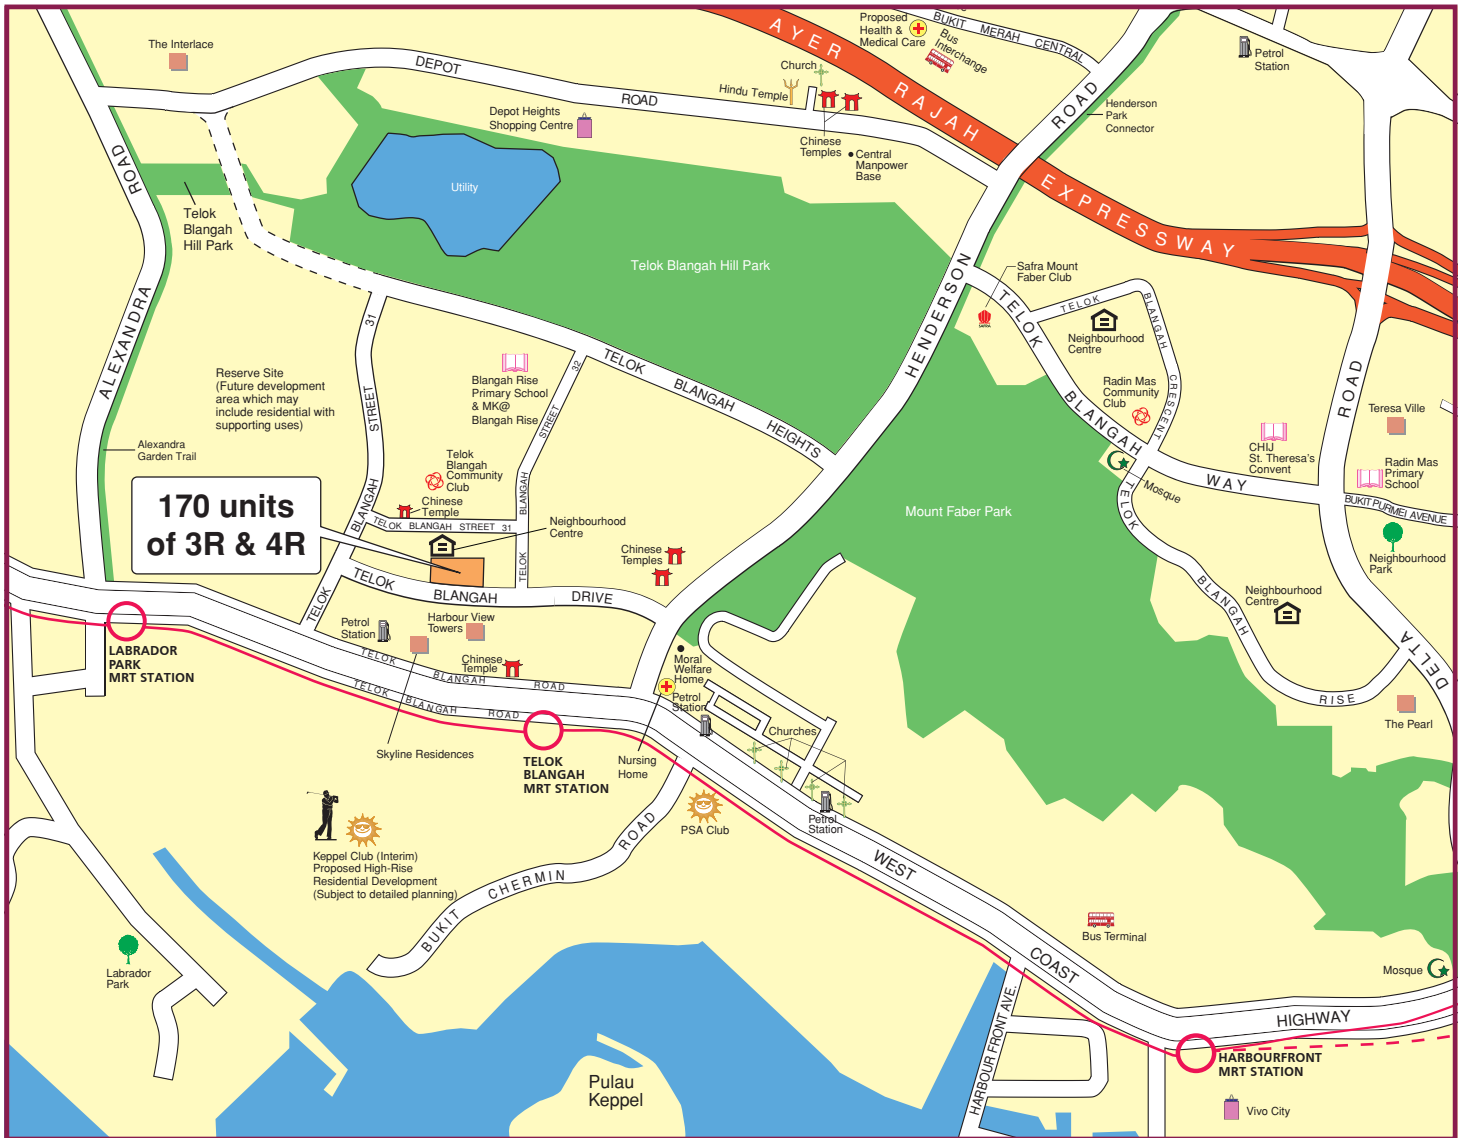 The Interlace
DEPOT
ROAD
Depot Heights
Shopping Centre
Hindu Temple
Church
Chinese
Temples
Central
Manpower
Base
Proposed
Health &
Medical Care
Bus
Interchange
BUKIT MERAH CENTRAL
AYER RAJAH
EXPRESSWAY
ROAD
Henderson
Park
Connector
Petrol
Station
ROAD
Telok
Blangah
Hill Park
Utility
Telok Blangah Hill Park
HENDERSON
Safra Mount
Faber Club
SAFRA
TELOK
BLANGAH
CRESCENT
Neighbourhood
Centre
Radin Mas
Community
Club
TELOK
BLANGAH
WAY
Mosque
CHIJ
St. Theresa's
Convent
ROAD
Teresa Ville
Radin Mas
Primary
School
BUKIT PURMEI AVENUE
Neighbourhood
Park
ALEXANDRA
Reserve Site
(Future development
area which may
include residential with
supporting uses)
Alexandra
Garden Trail
31
STREET
BLANGAH
TELOK
Blangah Rise
Primary School
& MK@
Blangah Rise
32
STREET
BLANGAH
TELOK
TELOK
BLANGAH
HEIGHTS
Telok
Blangah
Community
Club
Chinese
Temple
TELOK BLANGAH STREET 31
Neighbourhood
Centre
170 units
of 3R & 4R
Chinese
Temples
Mount Faber Park
TELOK
BLANGAH
RISE
Neighbourhood
Centre
DELTA
The Pearl
TELOK
BLANGAH
DRIVE
Petrol
Station
Harbour View
Towers
Chinese
Temple
LABRADOR
PARK
MRT STATION
TELOK
BLANGAH
ROAD
TELOK
BLANGAH
ROAD
Skyline Residences
TELOK
BLANGAH
MRT STATION
Moral
Welfare
Home
Petrol
Station
Nursing
Home
Churches
Petrol
Station
PSA Club
Keppel Club (Interim)
Proposed High-Rise
Residential Development
(Subject to detailed planning)
BUKIT
CHERMIN
ROAD
WEST
COAST
HIGHWAY
Bus Terminal
Mosque
Labrador
Park
Pulau
Keppel
HARBOUR FRONT AVE.
HARBOURFRONT
MRT STATION
Vivo City